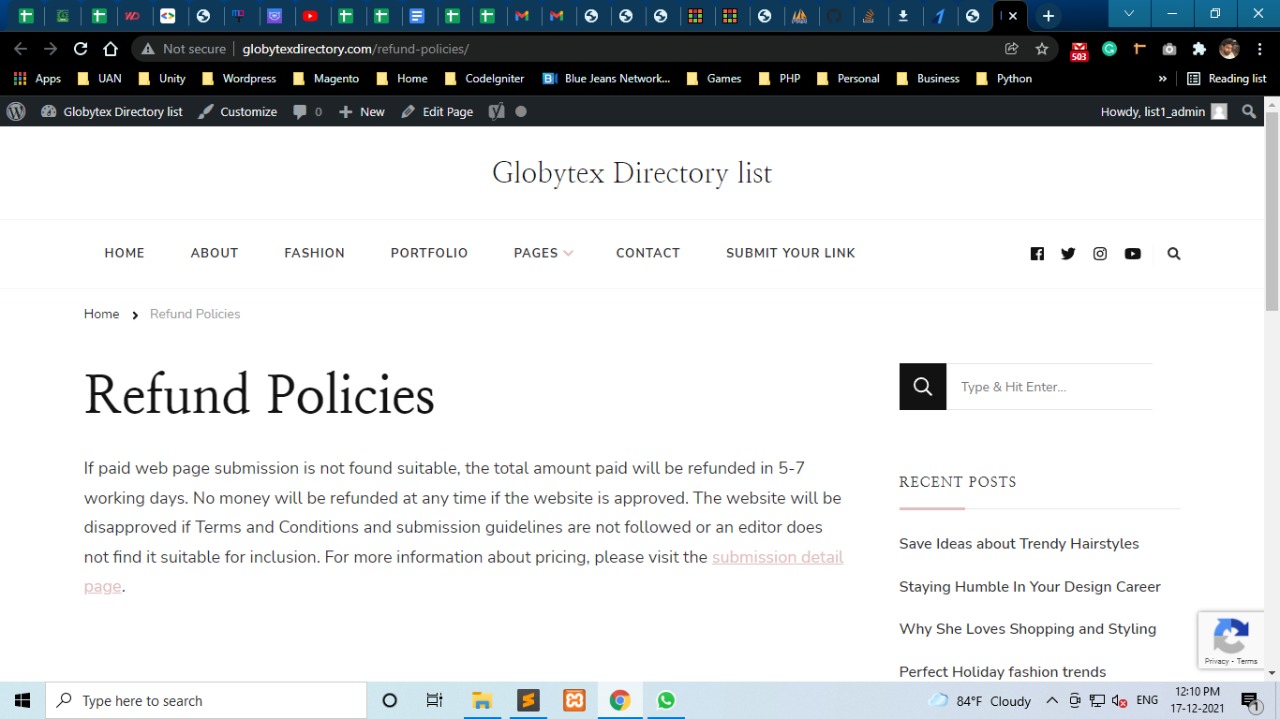 Not secure | globytexdirectory.com/refund-policies/
503
Apps UAN Unity Wordpress Magento Home CodeIgniter Blue Jeans Network... Games PHP Personal Business Python » Reading list
Globytex Directory list Customize 0 New Edit Page Howdy, list1_admin
Globytex Directory list
HOME ABOUT FASHION PORTFOLIO PAGES CONTACT SUBMIT YOUR LINK
Home Refund Policies
Refund Policies
If paid web page submission is not found suitable, the total amount paid will be refunded in 5-7
working days. No money will be refunded at any time if the website is approved. The website will be
disapproved if Terms and Conditions and submission guidelines are not followed or an editor does
not find it suitable for inclusion. For more information about pricing, please visit the submission detail
page.
Type & Hit Enter...
RECENT POSTS
Save Ideas about Trendy Hairstyles
Staying Humble In Your Design Career
Why She Loves Shopping and Styling
Perfect Holiday fashion trends
Privacy - Terms
Type here to search
84°F Cloudy
ENG
12:10 PM
17-12-2021
1